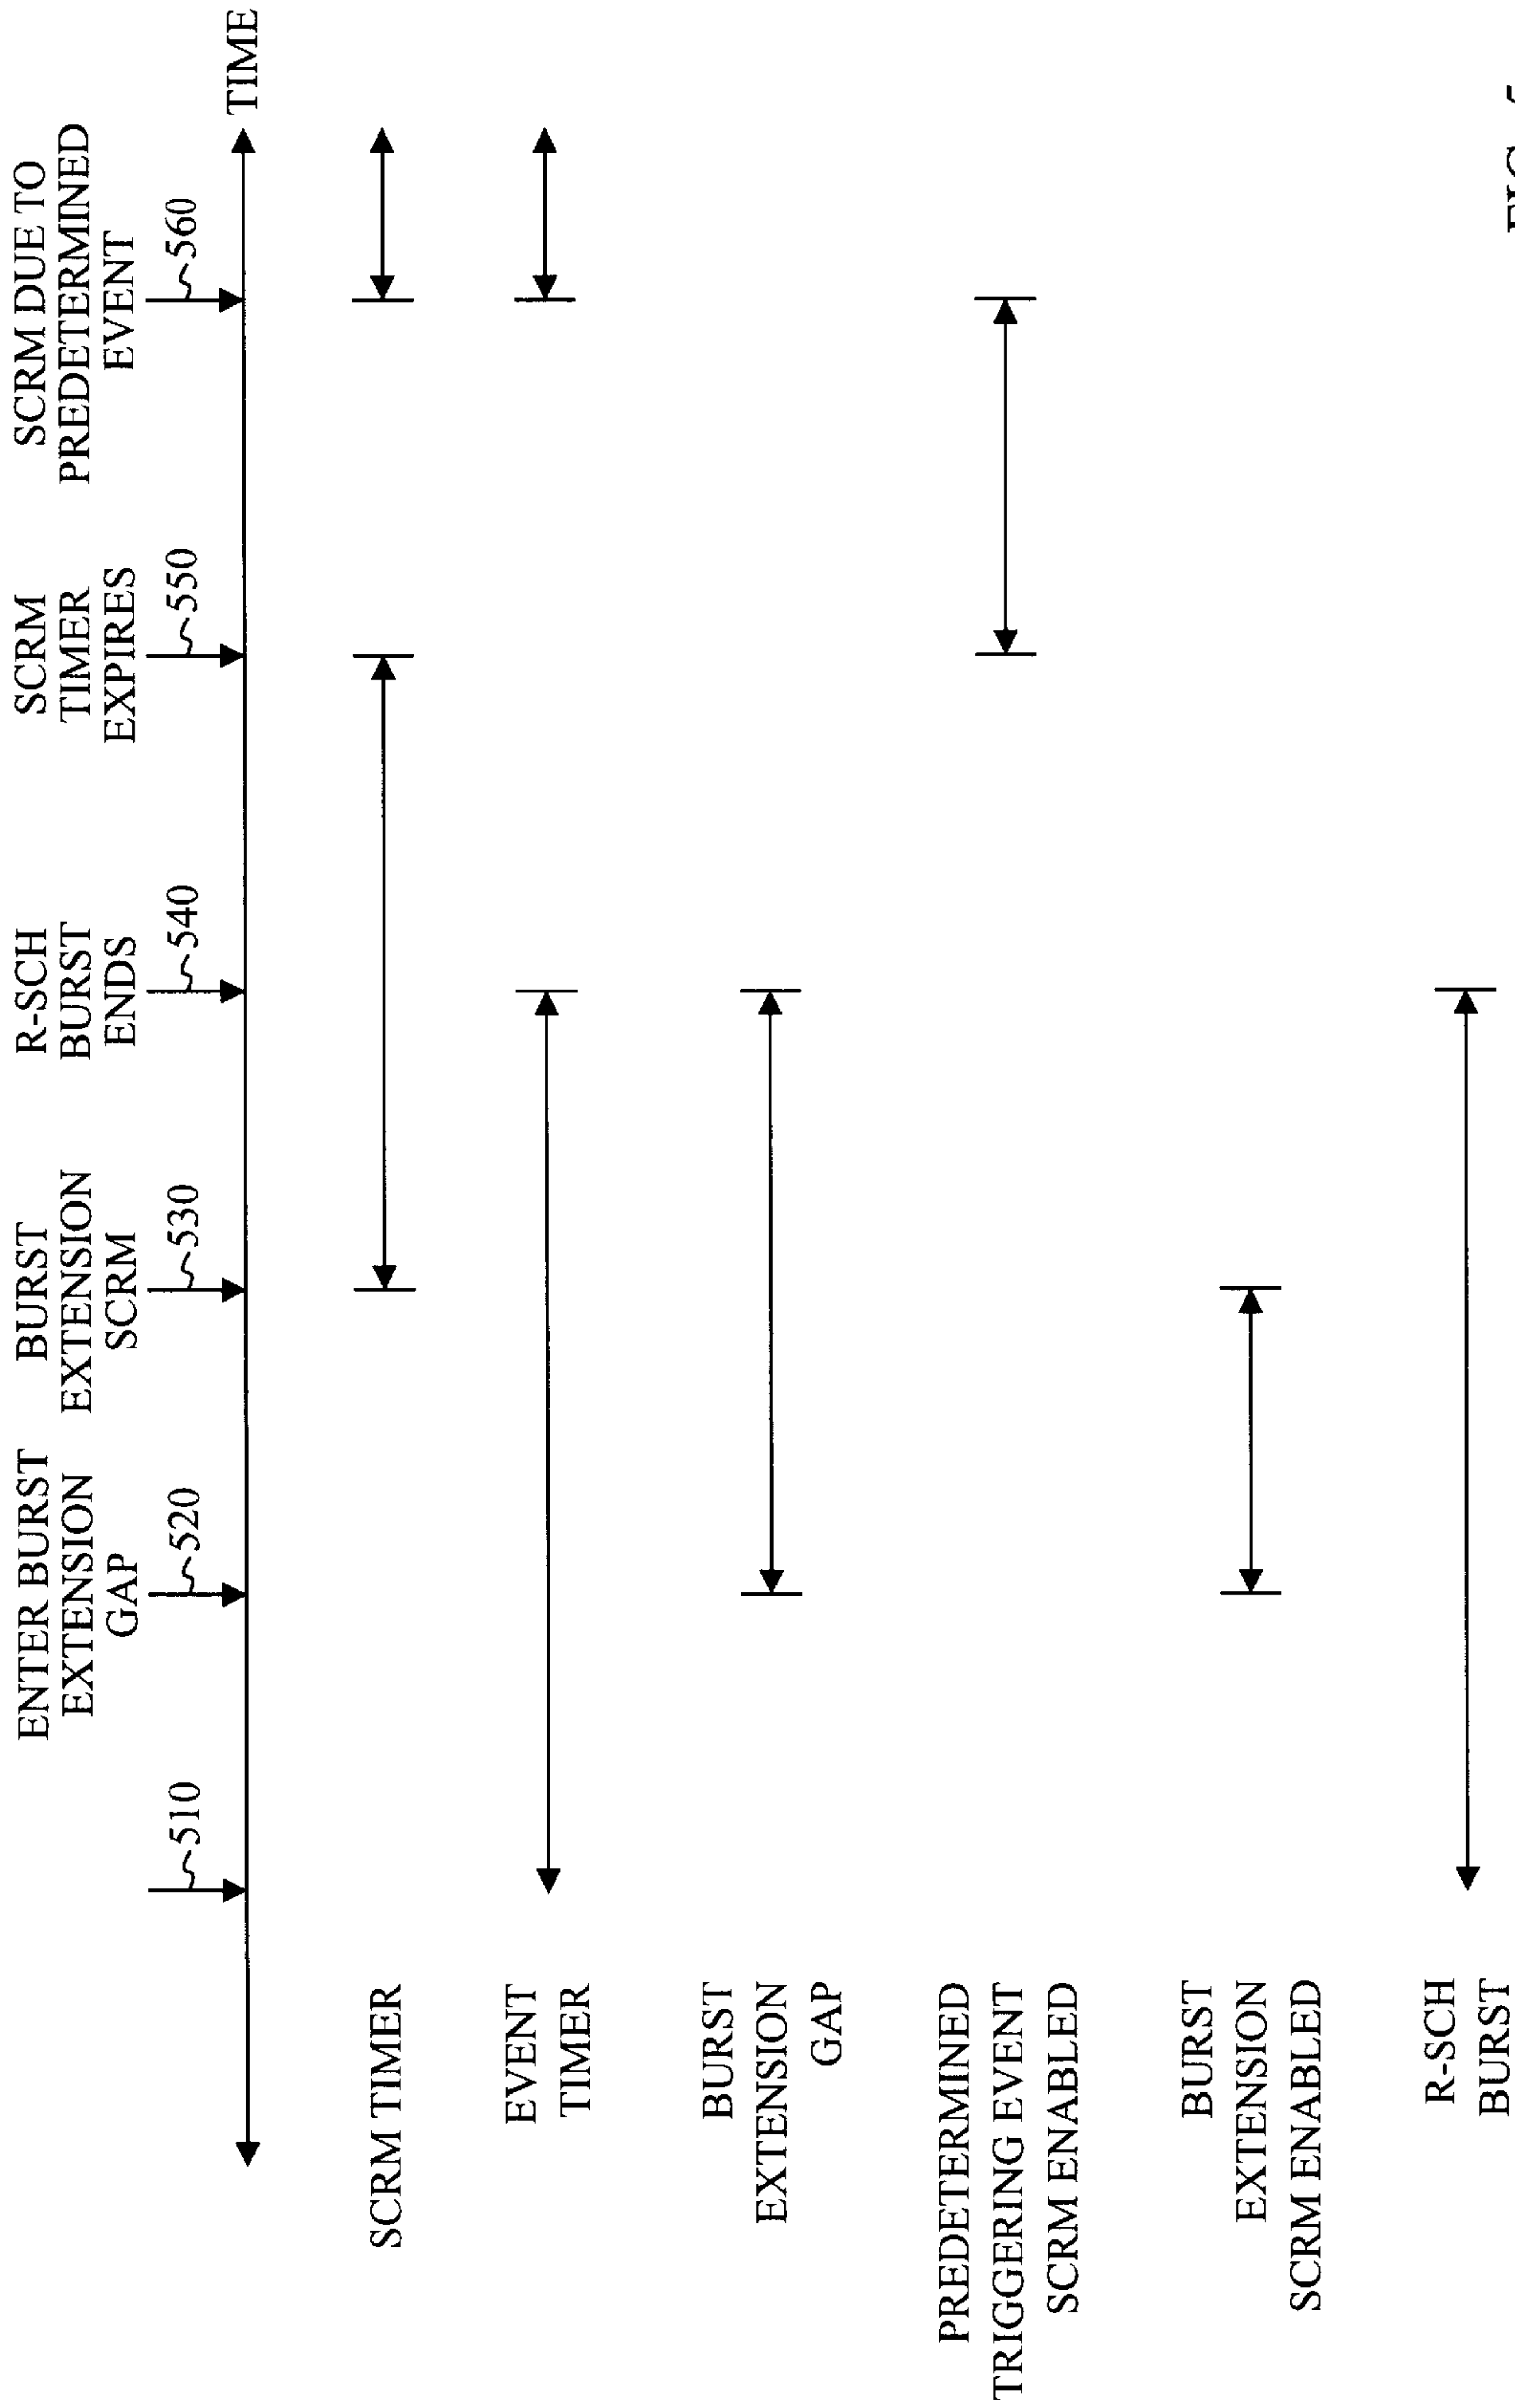 ENTER BURST
EXTENSION
GAP
BURST
EXTENSION
SCRM
R-SCH
BURST
ENDS
SCRM
TIMER
EXPIRES
SCRM DUE TO
PREDETERMINED
EVENT
510
520
530
540
550
560
TIME
SCRM TIMER
EVENT
TIMER
BURST
EXTENSION
GAP
PREDETERMINED
TRIGGERING EVENT
SCRM ENABLED
BURST
EXTENSION
SCRM ENABLED
R-SCH
BURST